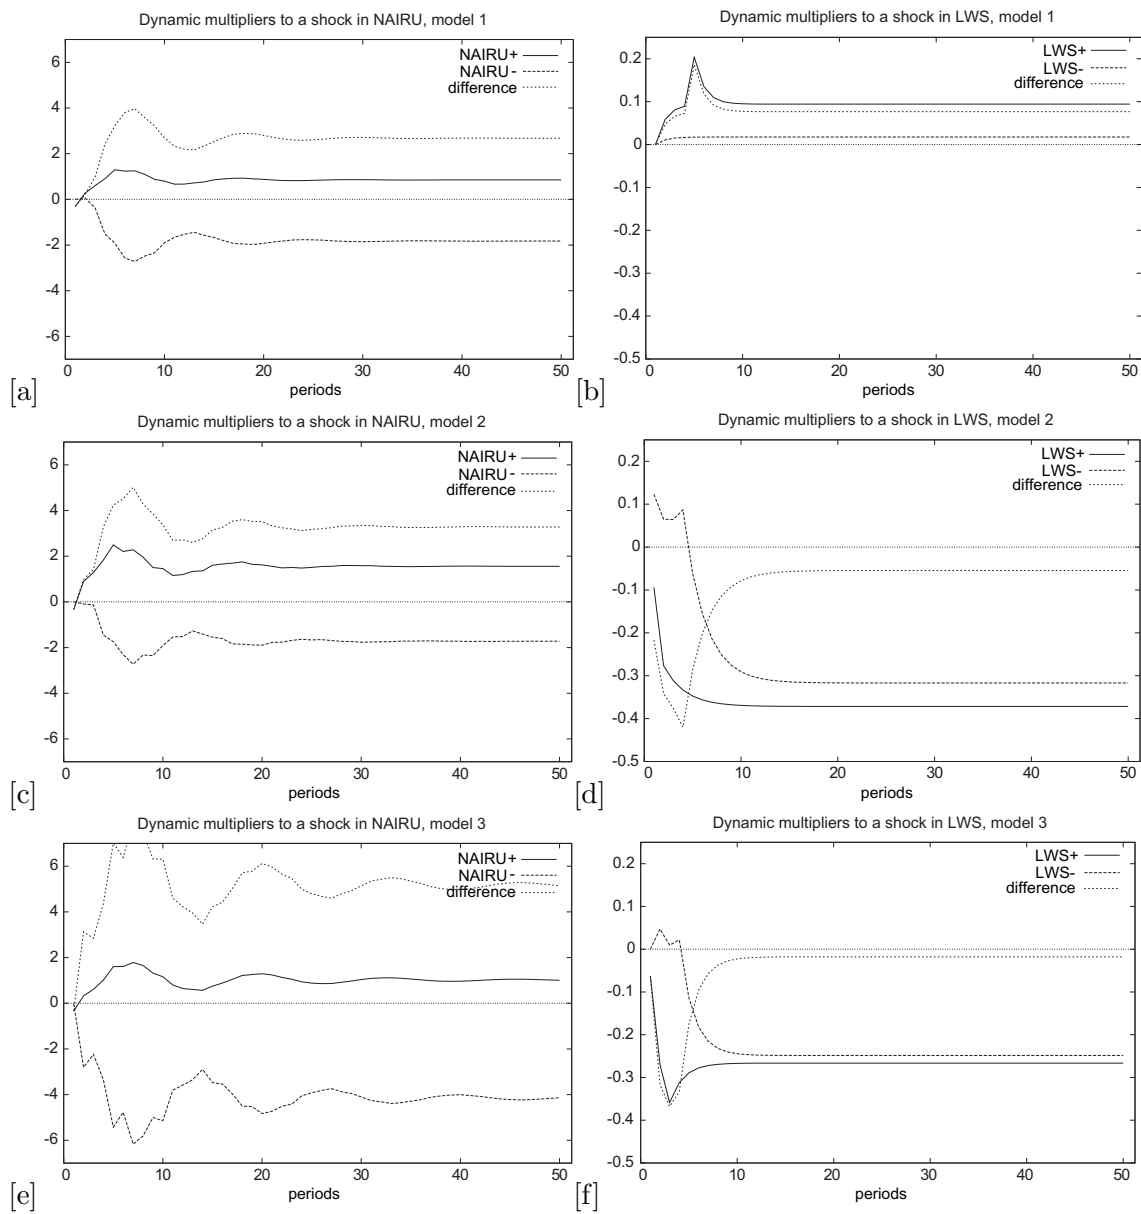 Dynamic multipliers to a shock in NAIRU, model 1
NAIRU+
NAIRU-
difference
6
4
2
0
-2
-4
-6
0 10 20 30 40 50
periods
[a]
Dynamic multipliers to a shock in LWS, model 1
LWS+
LWS-
difference
0.2
0.1
0
-0.1
-0.2
-0.3
-0.4
-0.5
0 10 20 30 40 50
periods
[b]
Dynamic multipliers to a shock in NAIRU, model 2
NAIRU+
NAIRU-
difference
6
4
2
0
-2
-4
-6
0 10 20 30 40 50
periods
[c]
Dynamic multipliers to a shock in LWS, model 2
LWS+
LWS-
difference
0.2
0.1
0
-0.1
-0.2
-0.3
-0.4
-0.5
0 10 20 30 40 50
periods
[d]
Dynamic multipliers to a shock in NAIRU, model 3
NAIRU+
NAIRU-
difference
6
4
2
0
-2
-4
-6
0 10 20 30 40 50
periods
[e]
Dynamic multipliers to a shock in LWS, model 3
LWS+
LWS-
difference
0.2
0.1
0
-0.1
-0.2
-0.3
-0.4
-0.5
0 10 20 30 40 50
periods
[f]